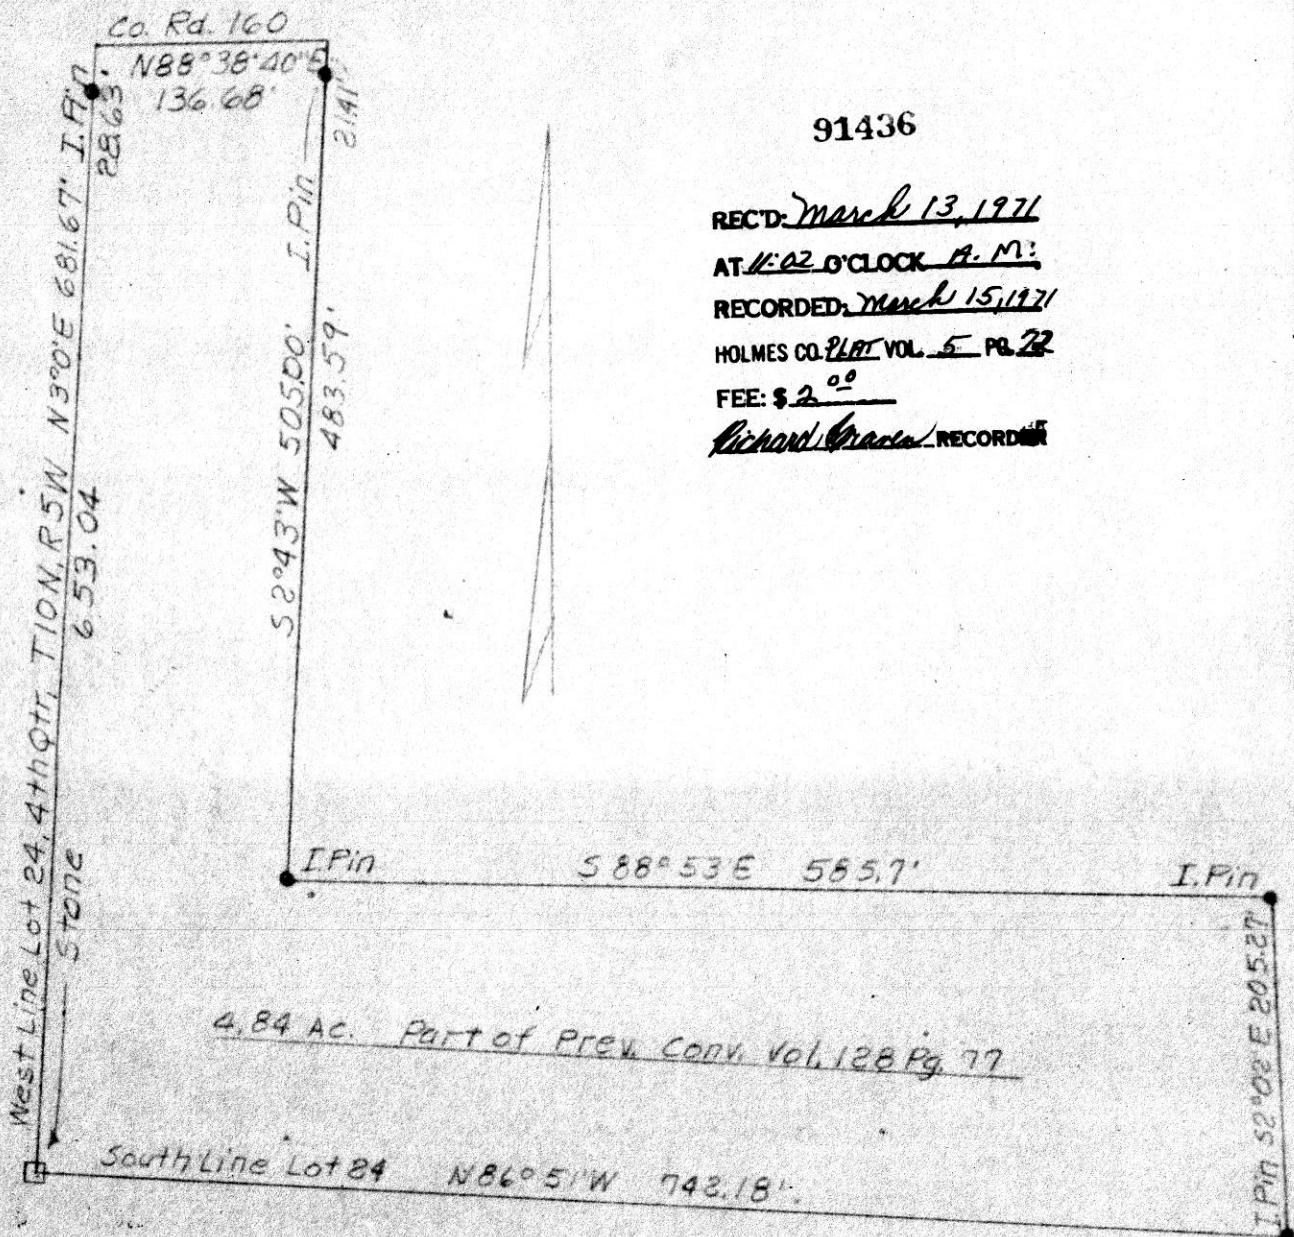 Co. Rd. 160
N88°38'40"E
136.68'
I.Pin
28.63'
21.41'
I.Pin
91436
REC'D: March 13, 1971
AT 11:02 O'CLOCK A. M.
RECORDED: March 15, 1971
HOLMES CO. PLAT VOL. 5 PG. 72
FEE: $ 2 00
Richard Graven RECORDER
West Line Lot 24, 4th Qtr, T10N, R5W N3°0'E 681.67'
653.04
S2°43'W 505.00'
483.59'
Stone
I.Pin
S 88°53 E 585.7'
I.Pin
S2°02 E 205.27'
I.Pin
4.84 Ac. Part of Prev. Conv. Vol. 128 Pg. 77
South Line Lot 24 N86°51'W 743.18'